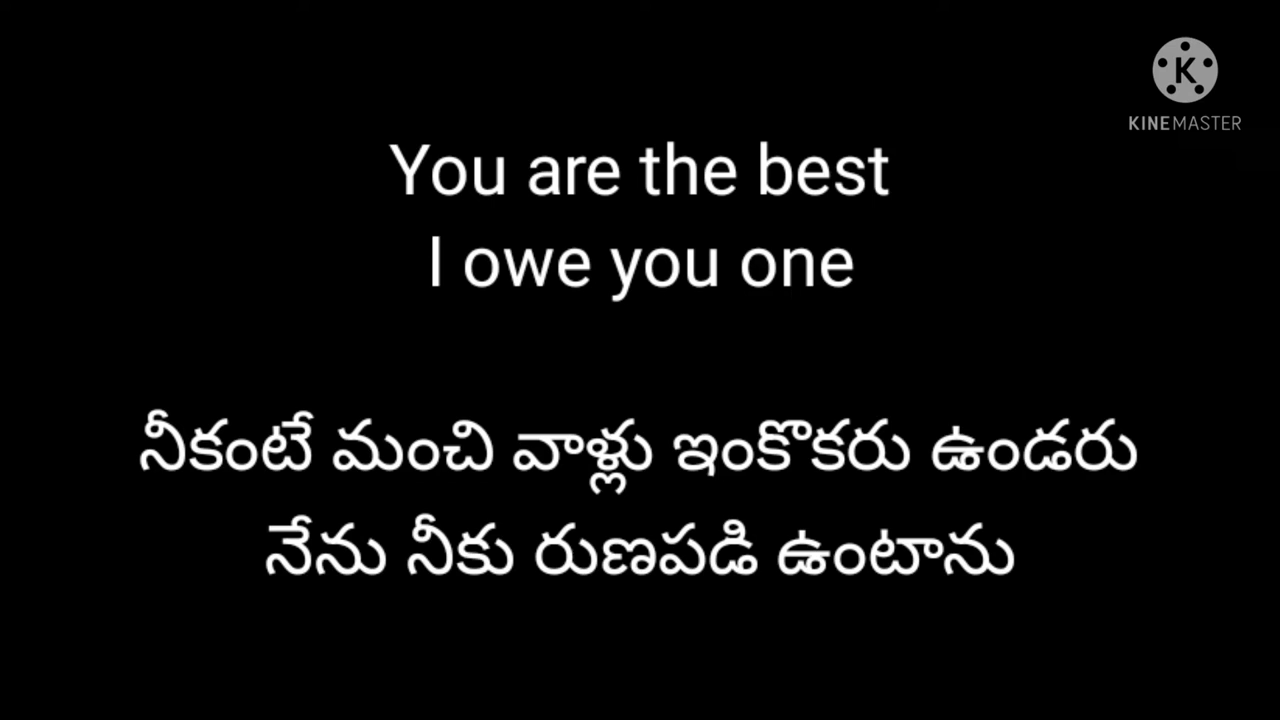 K
KINEMASTER
You are the best
I owe you one
నీకంటే మంచి వాళ్లు ఇంకొకరు ఉండరు
నేను నీకు రుణపడి ఉంటాను